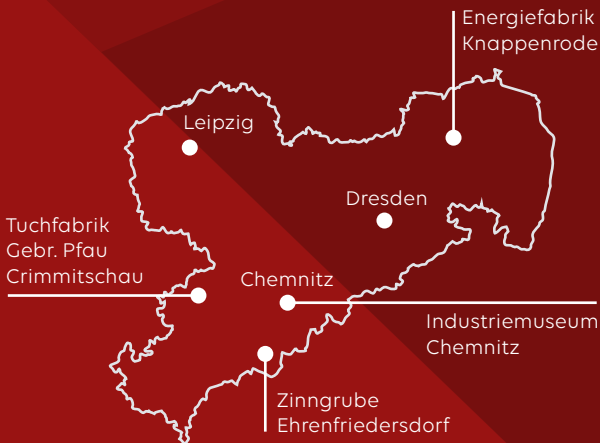 Energiefabrik
Knappenrode
Leipzig
Dresden
Tuchfabrik
Gebr. Pfau
Crimmitschau
Chemnitz
Industriemuseum
Chemnitz
Zinngrube
Ehrenfriedersdorf